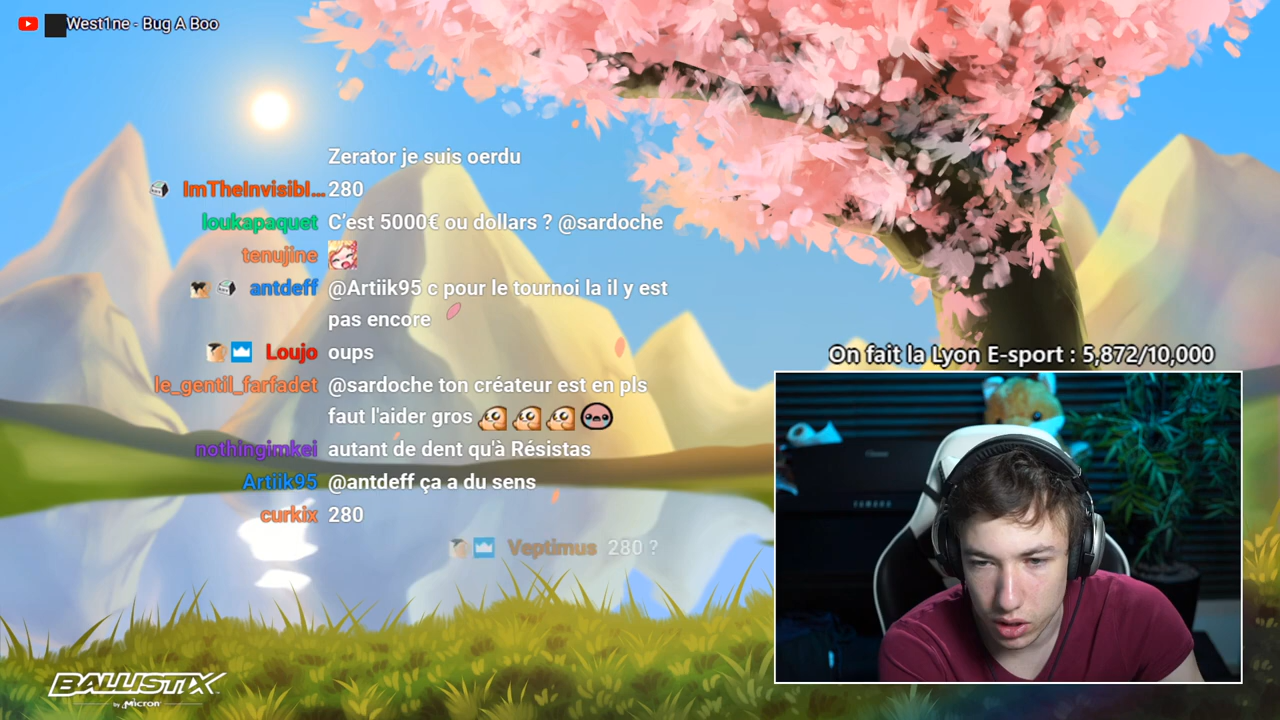 West1ne - Bug A Boo
Zerator je suis oerdu
ImTheInvisibl... 280
loukapaquet C'est 5000€ ou dollars ? @sardoche
tenujine
antdeff @Artiik95 c pour le tournoi la il y est
pas encore
Loujo oups
On fait la Lyon E-sport : 5,872/10,000
le_gentil_farfadet @sardoche ton créateur est en pls
faut l'aider gros
nothingimkei autant de dent qu'à Résistas
Artiik95 @antdeff ça a du sens
curkix 280
Veptimus 280 ?
YAMAHA
BALLISTIX
by Micron